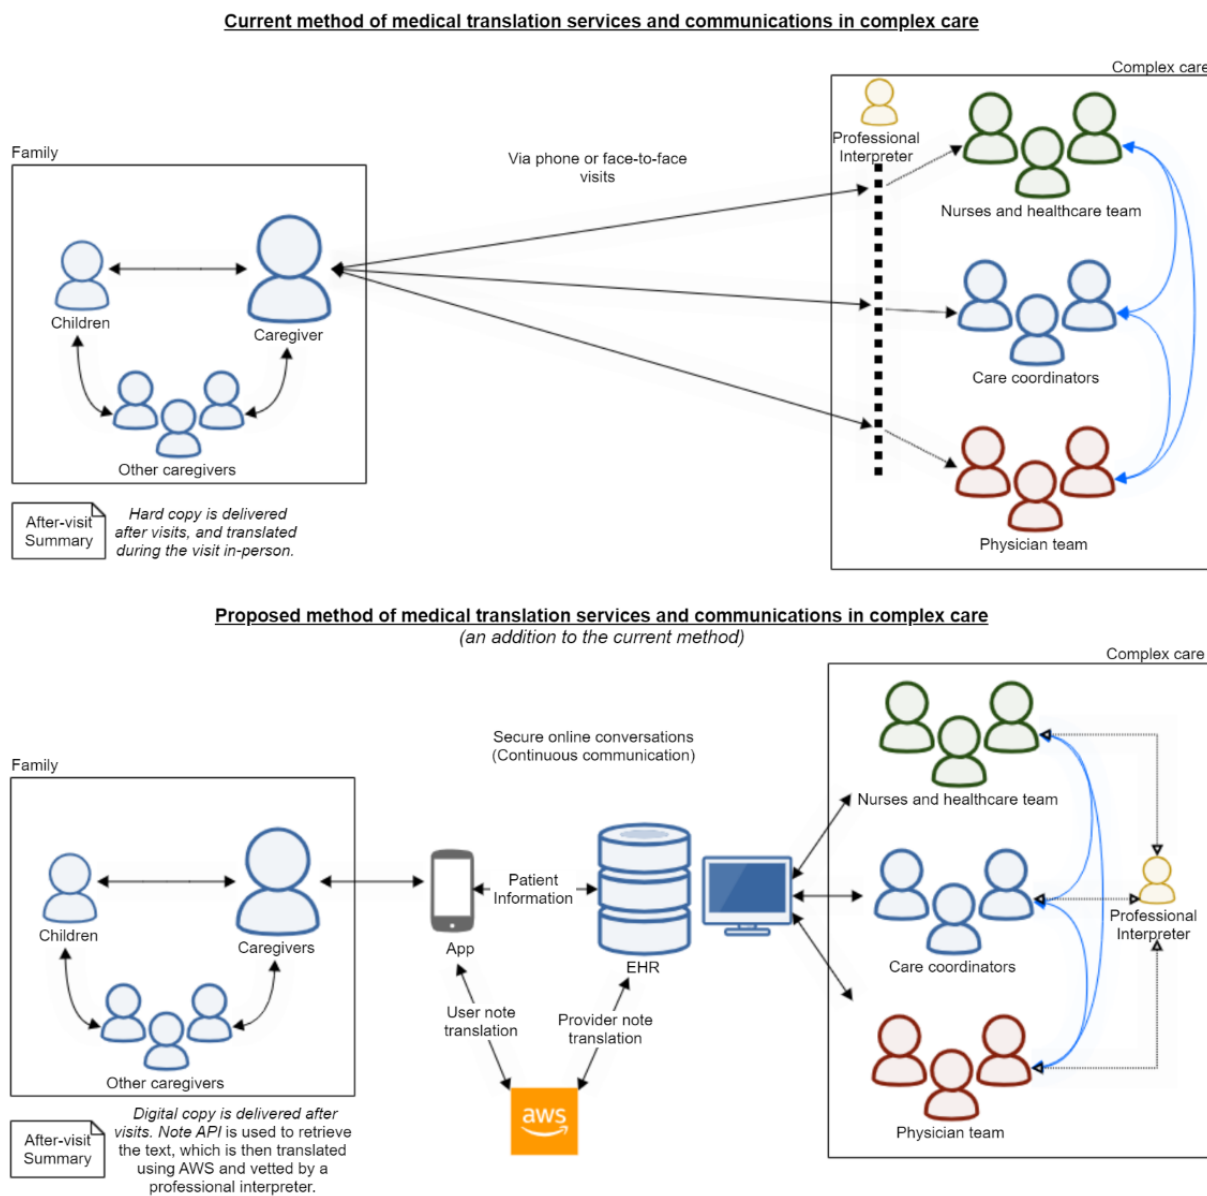 Current method of medical translation services and communications in complex care
Complex care
Professional
Interpreter
Family
Via phone or face-to-face
visits
Nurses and healthcare team
Children
Caregiver
Care coordinators
Other caregivers
After-visit
Summary
Hard copy is delivered
after visits, and translated
during the visit in-person.
Physician team
Proposed method of medical translation services and communications in complex care
(an addition to the current method)
Complex care
Secure online conversations
(Continuous communication)
Family
Nurses and healthcare team
Patient
Information
Children
Caregivers
App
EHR
Care coordinators
Professional
Interpreter
User note
translation
Provider note
translation
Other caregivers
aws
After-visit
Summary
Digital copy is delivered after
visits. Note API is used to retrieve
the text, which is then translated
using AWS and vetted by a
professional interpreter.
Physician team